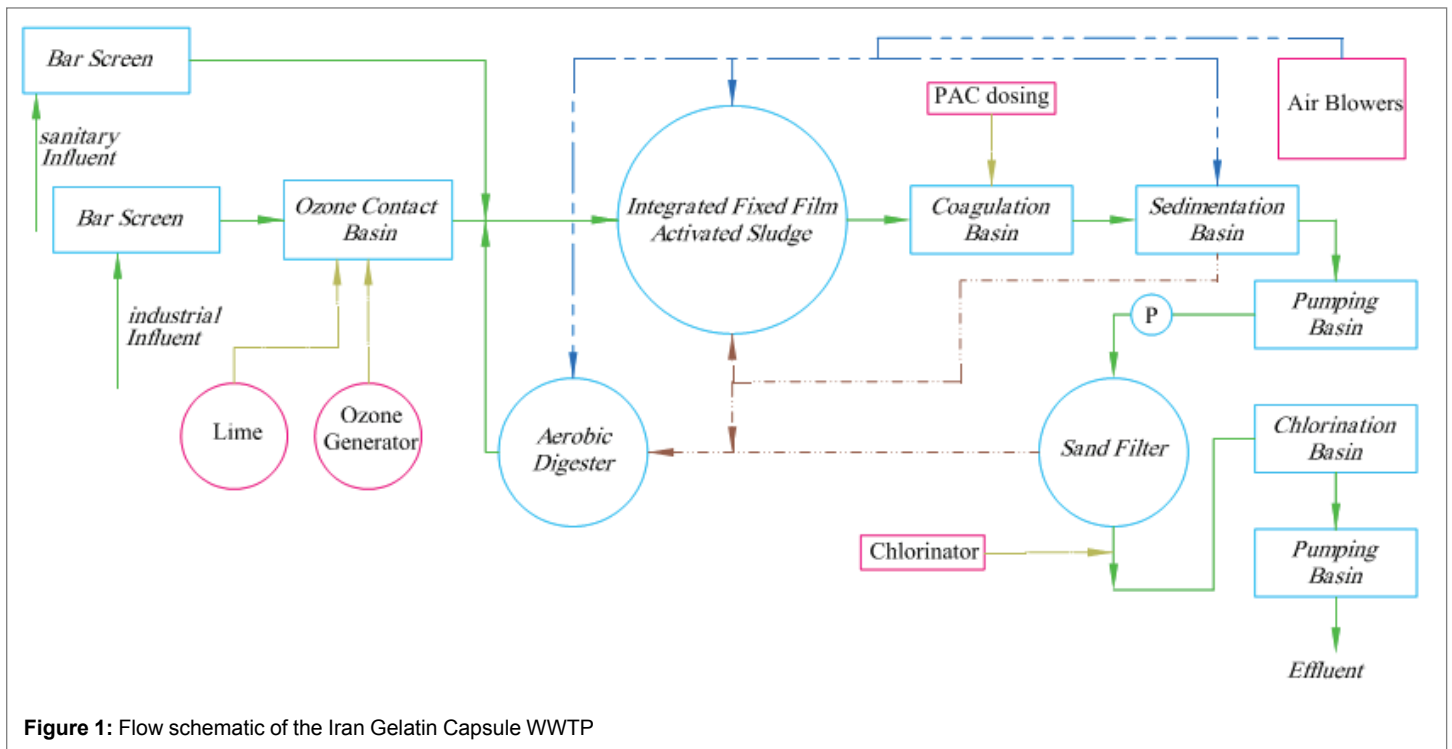 Bar Screen
sanitary
Influent
Bar Screen
industrial
Influent
Ozone Contact
Basin
Lime
Ozone
Generator
Integrated Fixed Film
Activated Sludge
Aerobic
Digester
PAC dosing
Coagulation
Basin
Sedimentation
Basin
Air Blowers
Pumping
Basin
P
Sand Filter
Chlorinator
Chlorination
Basin
Pumping
Basin
Effluent
Figure 1: Flow schematic of the Iran Gelatin Capsule WWTP